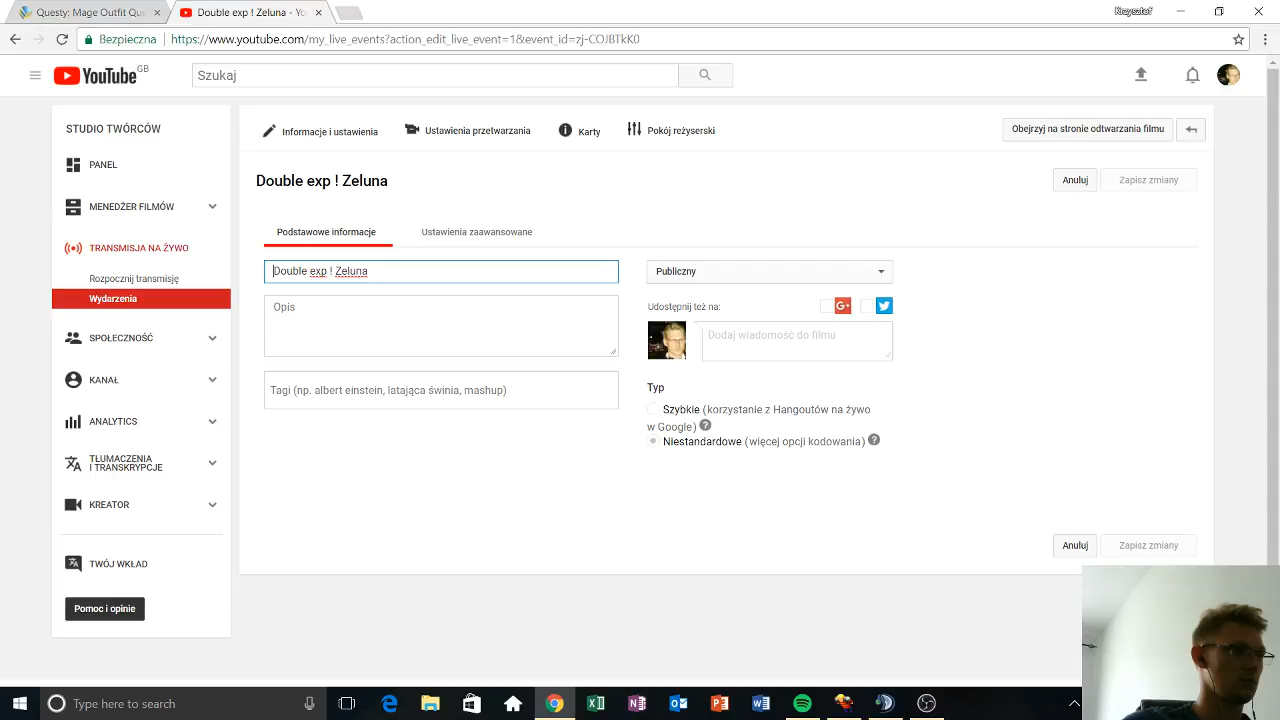 Questy: Mage Outfit Que
Double exp ! Zeluna - Yo
Krzysztof
Bezpieczna
https://www.youtube.com/my_live_events?action_edit_live_event=1&event_id=zj-COJBTkK0
YouTube GB
Szukaj
STUDIO TWÓRCÓW
PANEL
MENEDŻER FILMÓW
TRANSMISJA NA ŻYWO
Rozpocznij transmisję
Wydarzenia
SPOŁECZNOŚĆ
KANAŁ
ANALYTICS
TŁUMACZENIA
I TRANSKRYPCJE
KREATOR
TWÓJ WKŁAD
Pomoc i opinie
Informacje i ustawienia
Ustawienia przetwarzania
Karty
Pokój reżyserski
Obejrzyj na stronie odtwarzania filmu
Double exp ! Zeluna
Anuluj
Zapisz zmiany
Podstawowe informacje
Ustawienia zaawansowane
Double exp ! Zeluna
Opis
Tagi (np. albert einstein, latająca świnia, mashup)
Publiczny
Udostępnij też na:
G+
Dodaj wiadomość do filmu
Typ
Szybkie (korzystanie z Hangoutów na żywo
w Google) ?
Niestandardowe (więcej opcji kodowania) ?
Anuluj
Zapisz zmiany
Type here to search